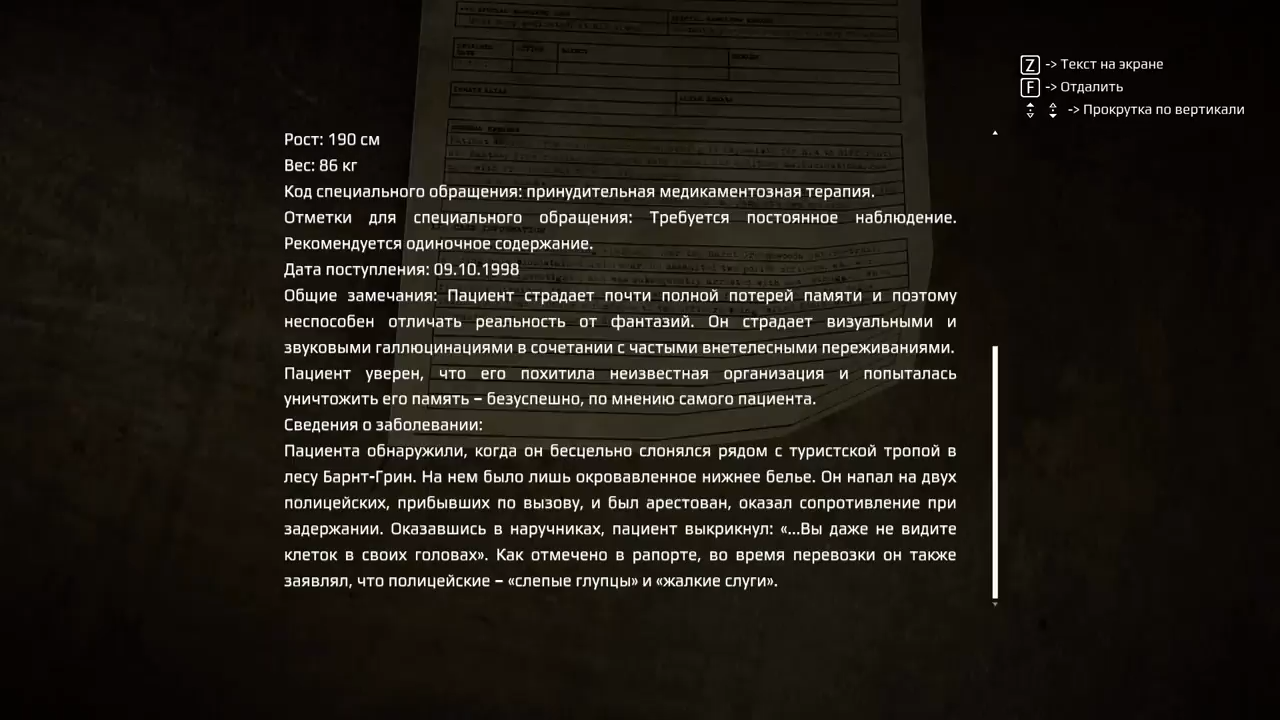 Z -> Текст на экране
F -> Отдалить
-> Прокрутка по вертикали
Рост: 190 см
Вес: 86 кг
Код специального обращения: принудительная медикаментозная терапия.
Отметки для специального обращения: Требуется постоянное наблюдение.
Рекомендуется одиночное содержание.
Дата поступления: 09.10.1998
Общие замечания: Пациент страдает почти полной потерей памяти и поэтому
неспособен отличать реальность от фантазий. Он страдает визуальными и
звуковыми галлюцинациями в сочетании с частыми внетелесными переживаниями.
Пациент уверен, что его похитила неизвестная организация и попыталась
уничтожить его память – безуспешно, по мнению самого пациента.
Сведения о заболевании:
Пациента обнаружили, когда он бесцельно слонялся рядом с туристской тропой в
лесу Барнт-Грин. На нем было лишь окровавленное нижнее белье. Он напал на двух
полицейских, прибывших по вызову, и был арестован, оказал сопротивление при
задержании. Оказавшись в наручниках, пациент выкрикнул: «...Вы даже не видите
клеток в своих головах». Как отмечено в рапорте, во время перевозки он также
заявлял, что полицейские – «слепые глупцы» и «жалкие слуги».